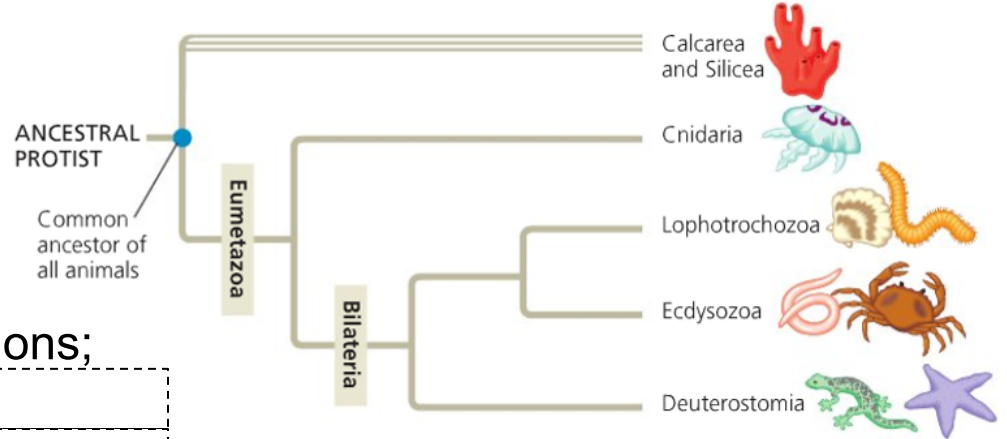 Calcarea
and Silicea
ANCESTRAL
PROTIST
Cnidaria
Eumetazoa
Common
ancestor of
all animals
Lophotrochozoa
Bilateria
Ecdysozoa
ons;
Deuterostomia